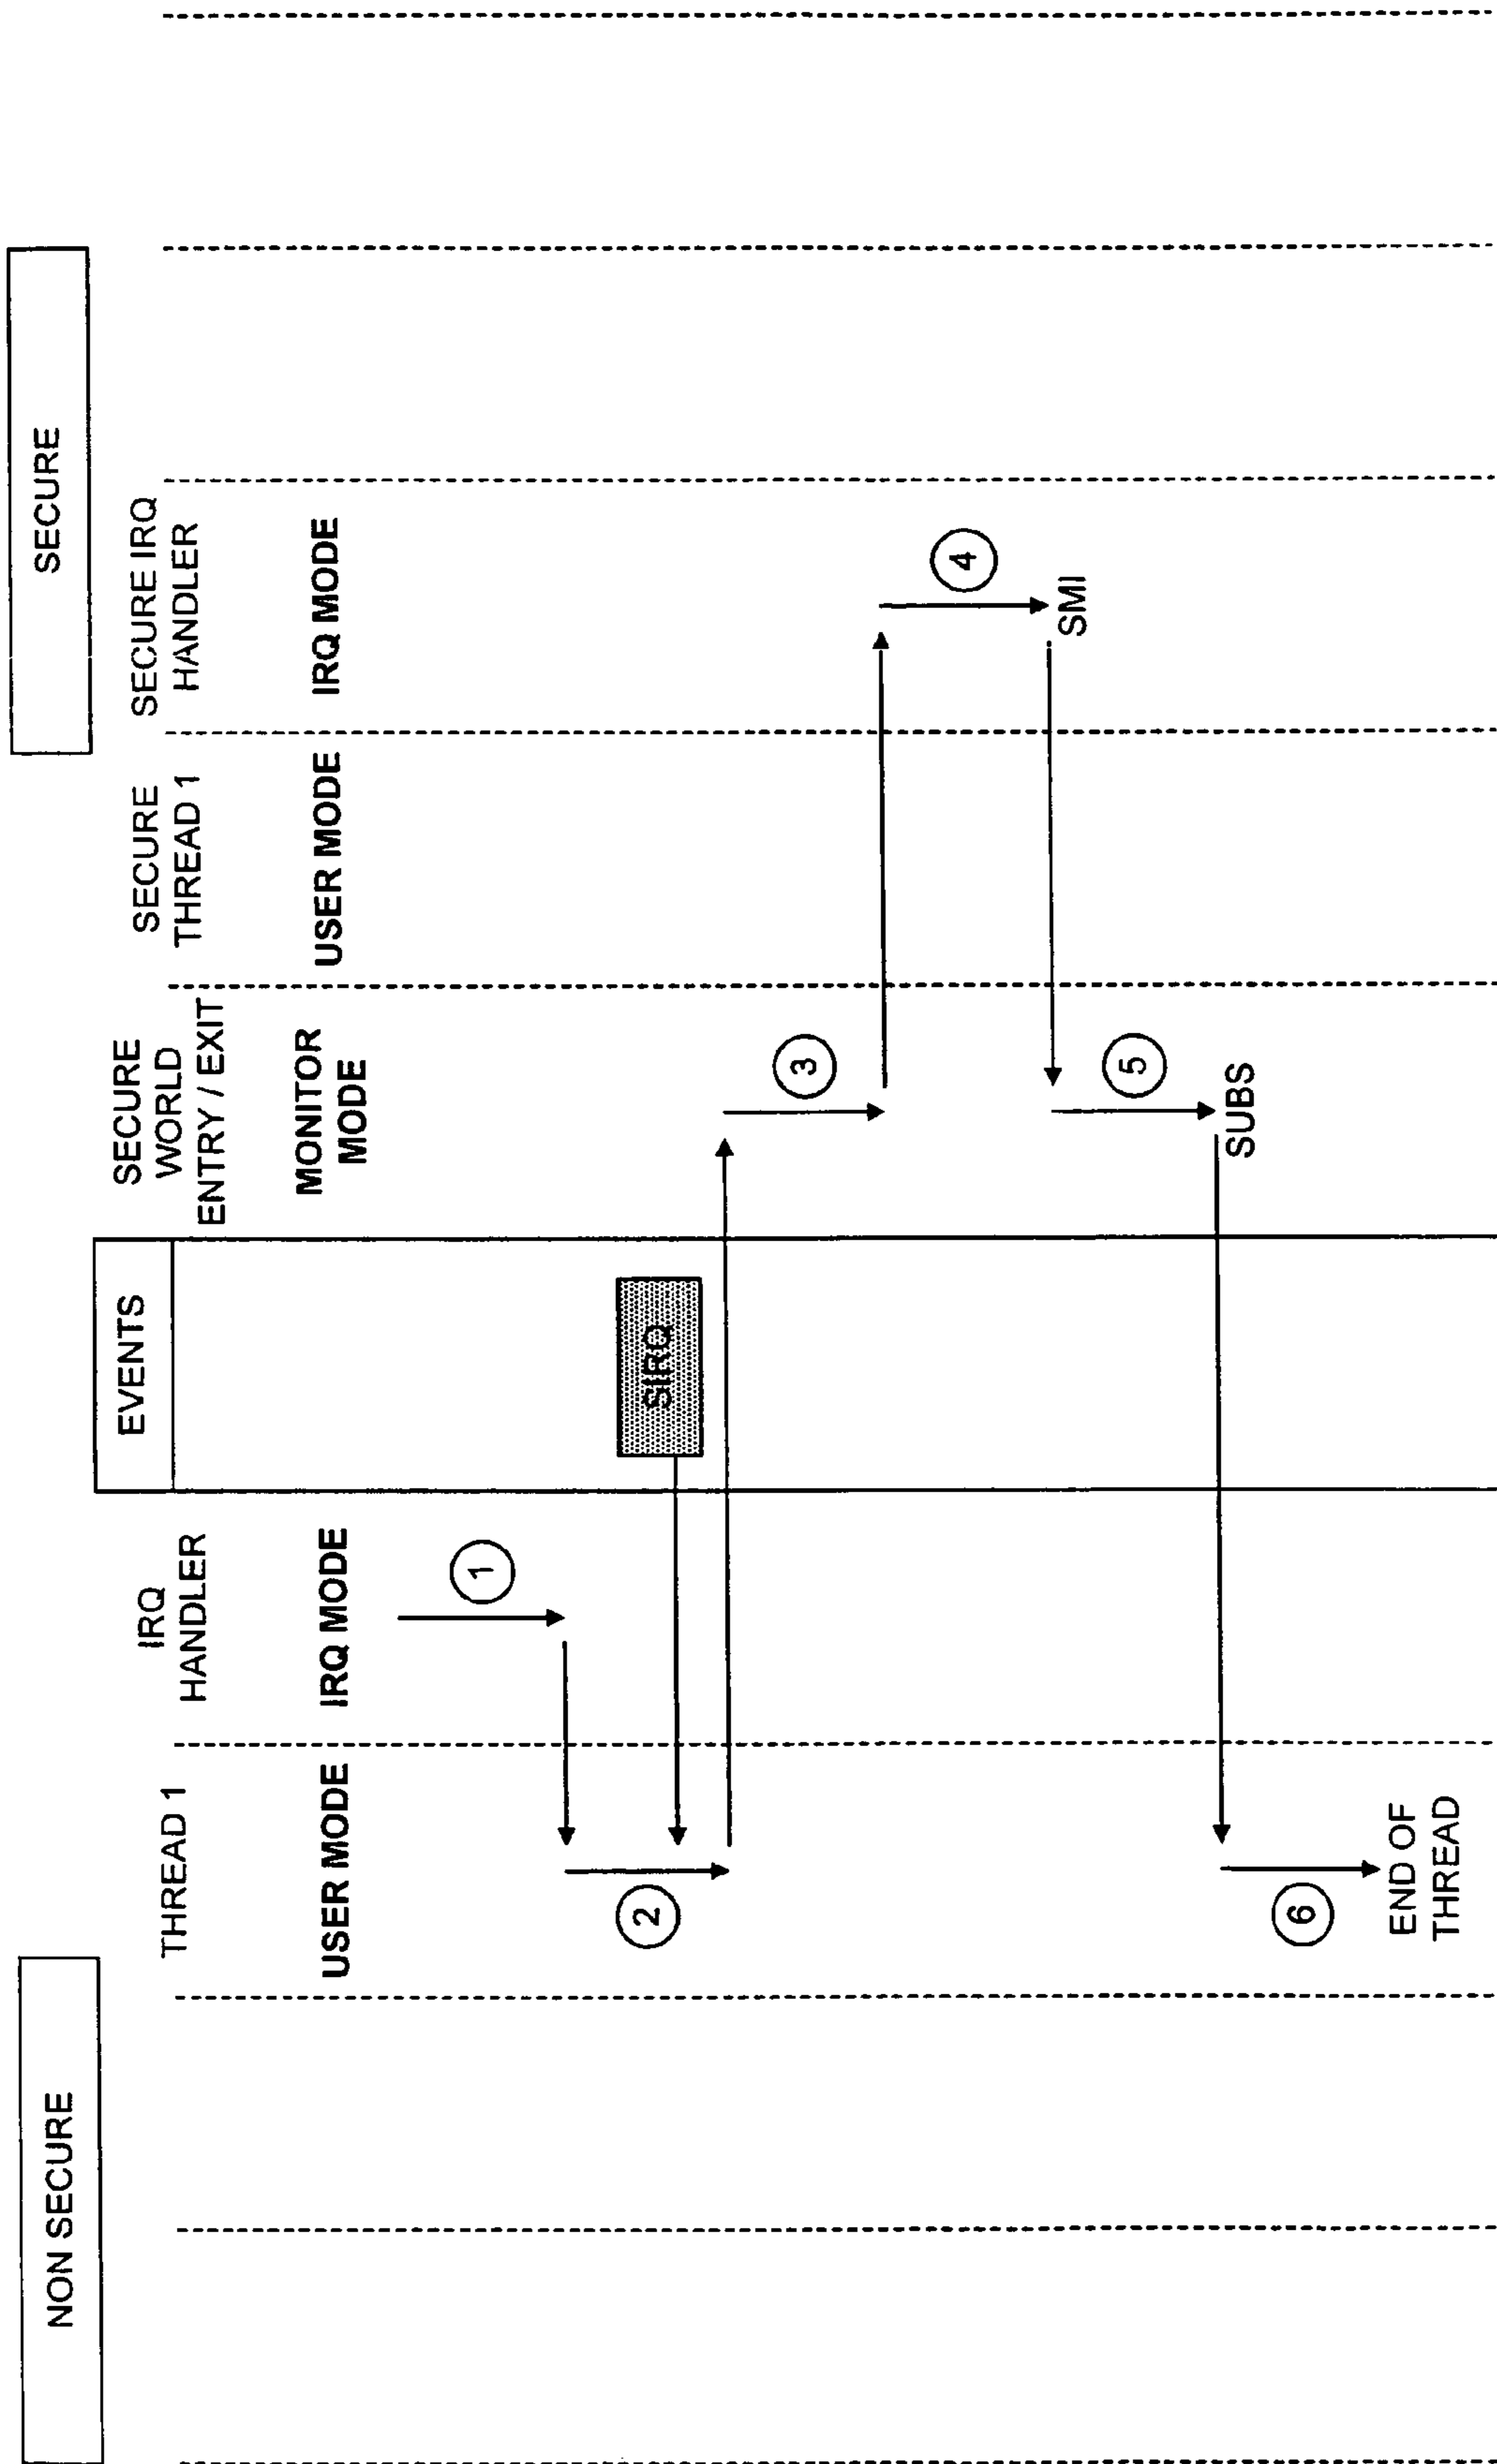 NON SECURE
SECURE
EVENTS
THREAD 1
USER MODE
IRQ
HANDLER
IRQ MODE
SECURE
WORLD
ENTRY / EXIT
MONITOR
MODE
SECURE
THREAD 1
USER MODE
SECURE IRQ
HANDLER
IRQ MODE
1
2
SIRQ
3
4
SMI
5
SUBS
6
END OF
THREAD